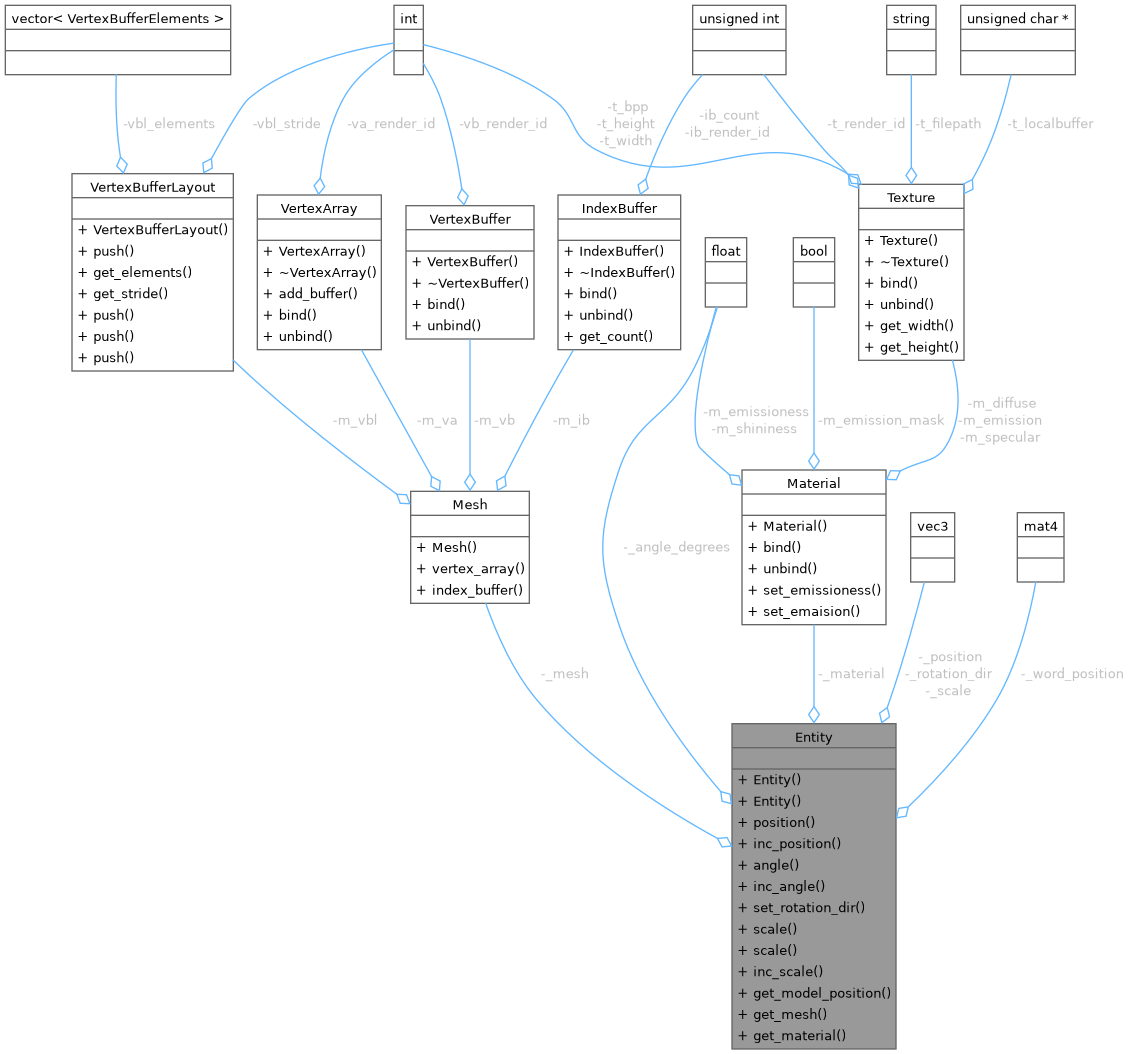 vector< VertexBufferElements >
int
unsigned int
string
unsigned char *
-vbl_elements
-vbl_stride
-va_render_id
-vb_render_id
-t_bpp
-t_height
-t_width
-ib_count
-ib_render_id
-t_render_id
-t_filepath
-t_localbuffer
VertexBufferLayout
+ VertexBufferLayout()
+ push()
+ get_elements()
+ get_stride()
+ push()
+ push()
+ push()
VertexArray
+ VertexArray()
+ ~VertexArray()
+ add_buffer()
+ bind()
+ unbind()
VertexBuffer
+ VertexBuffer()
+ ~VertexBuffer()
+ bind()
+ unbind()
IndexBuffer
+ IndexBuffer()
+ ~IndexBuffer()
+ bind()
+ unbind()
+ get_count()
float
bool
Texture
+ Texture()
+ ~Texture()
+ bind()
+ unbind()
+ get_width()
+ get_height()
-m_vbl
-m_va
-m_vb
-m_ib
-m_emissioness
-m_shininess
-m_emission_mask
-m_diffuse
-m_emission
-m_specular
Mesh
+ Mesh()
+ vertex_array()
+ index_buffer()
-_angle_degrees
Material
+ Material()
+ bind()
+ unbind()
+ set_emissioness()
+ set_emaision()
vec3
mat4
-_mesh
-_material
-_position
-_rotation_dir
-_scale
-_word_position
Entity
+ Entity()
+ Entity()
+ position()
+ inc_position()
+ angle()
+ inc_angle()
+ set_rotation_dir()
+ scale()
+ scale()
+ inc_scale()
+ get_model_position()
+ get_mesh()
+ get_material()